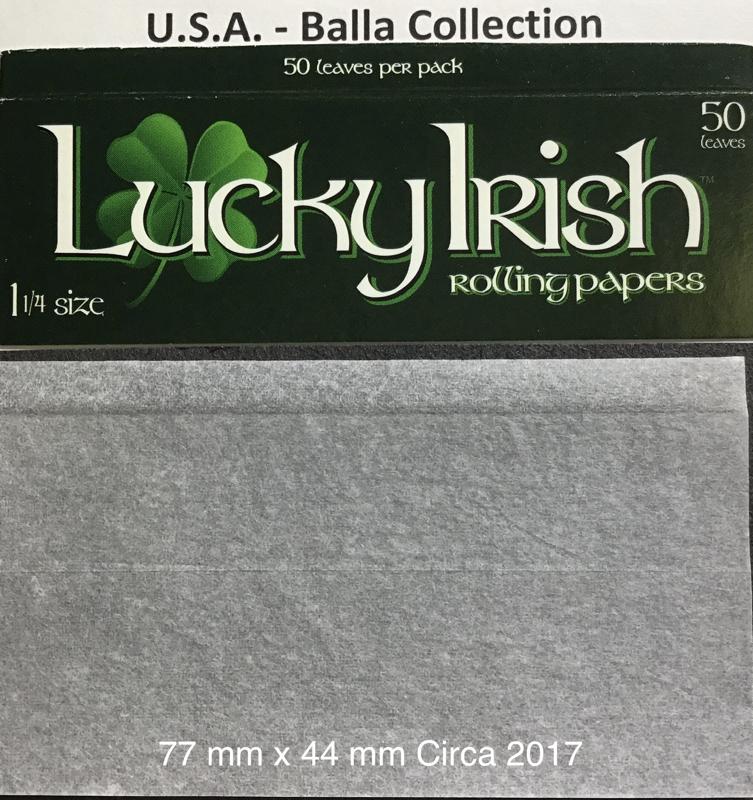 U.S.A. - Balla Collection
50 leaves per pack
50
leaves
Lucky Irish™
rolling papers
1 1/4 size
77 mm x 44 mm Circa 2017